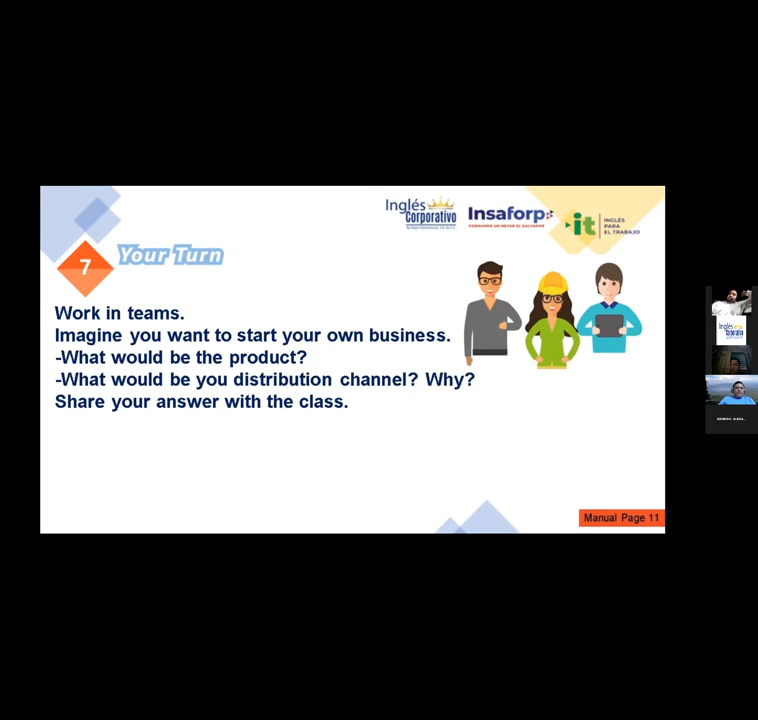 Inglés
Corporativo
Insaforp
FORMANDO UN MEJOR EL SALVADOR
it
INGLÉS
PARA
EL TRABAJO
7
Your Turn
Work in teams.
Imagine you want to start your own business.
-What would be the product?
-What would be you distribution channel? Why?
Share your answer with the class.
Manual Page 11
Inglés
Corporativo